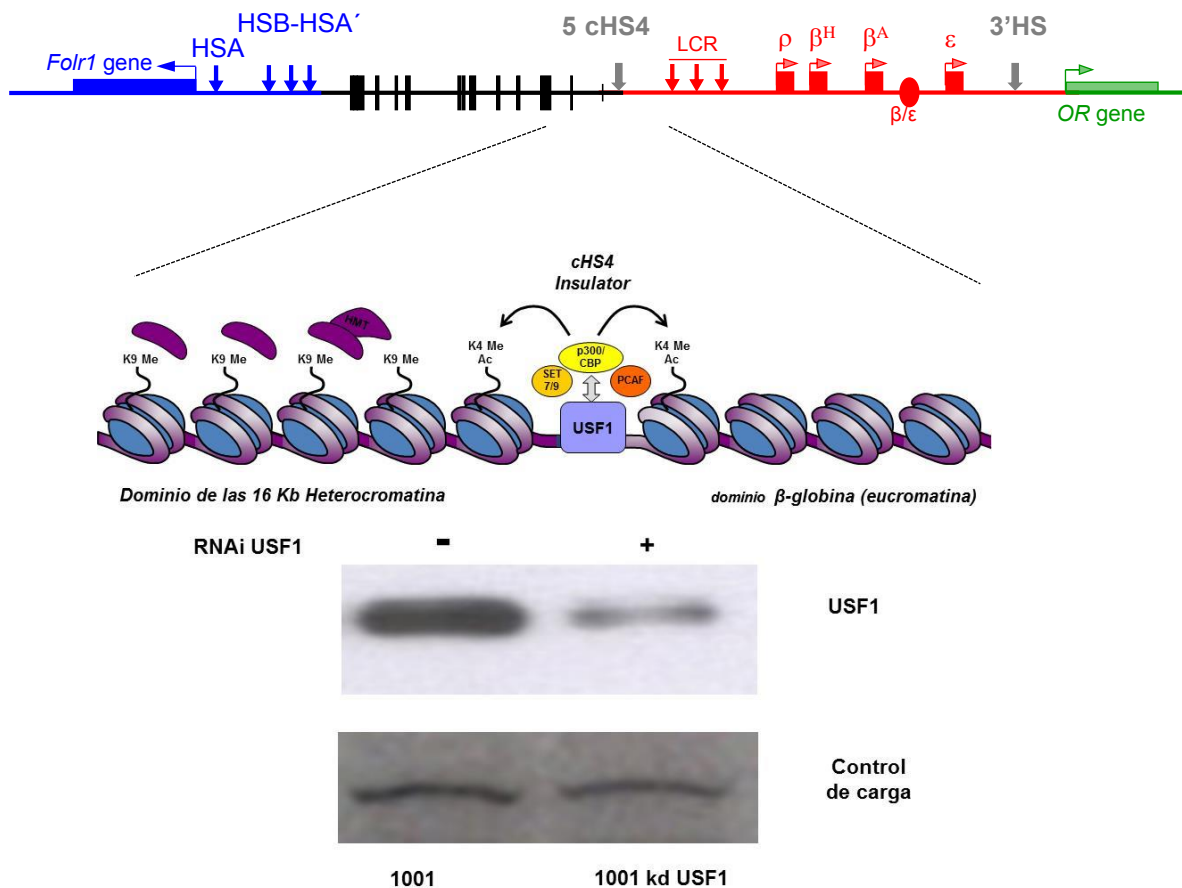 HSB-HSA´
5 cHS4
3’HS
Folr1 gene
HSA
LCR
ρ
βH
βA
ε
β/ε
OR gene
cHS4
Insulator
HMT
K9 Me
K9 Me
K9 Me
K9 Me
K4 Me
Ac
p300/
CBP
K4 Me
Ac
SET
7/9
PCAF
USF1
Dominio de las 16 Kb Heterocromatina
dominio β-globina (eucromatina)
RNAi USF1
-
+
USF1
Control
de carga
1001
1001 kd USF1